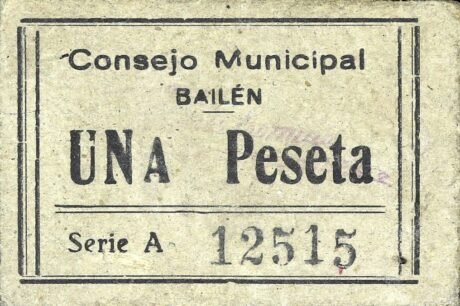 Consejo Municipal
BAILÉN
UNA Peseta
Serie A 12515